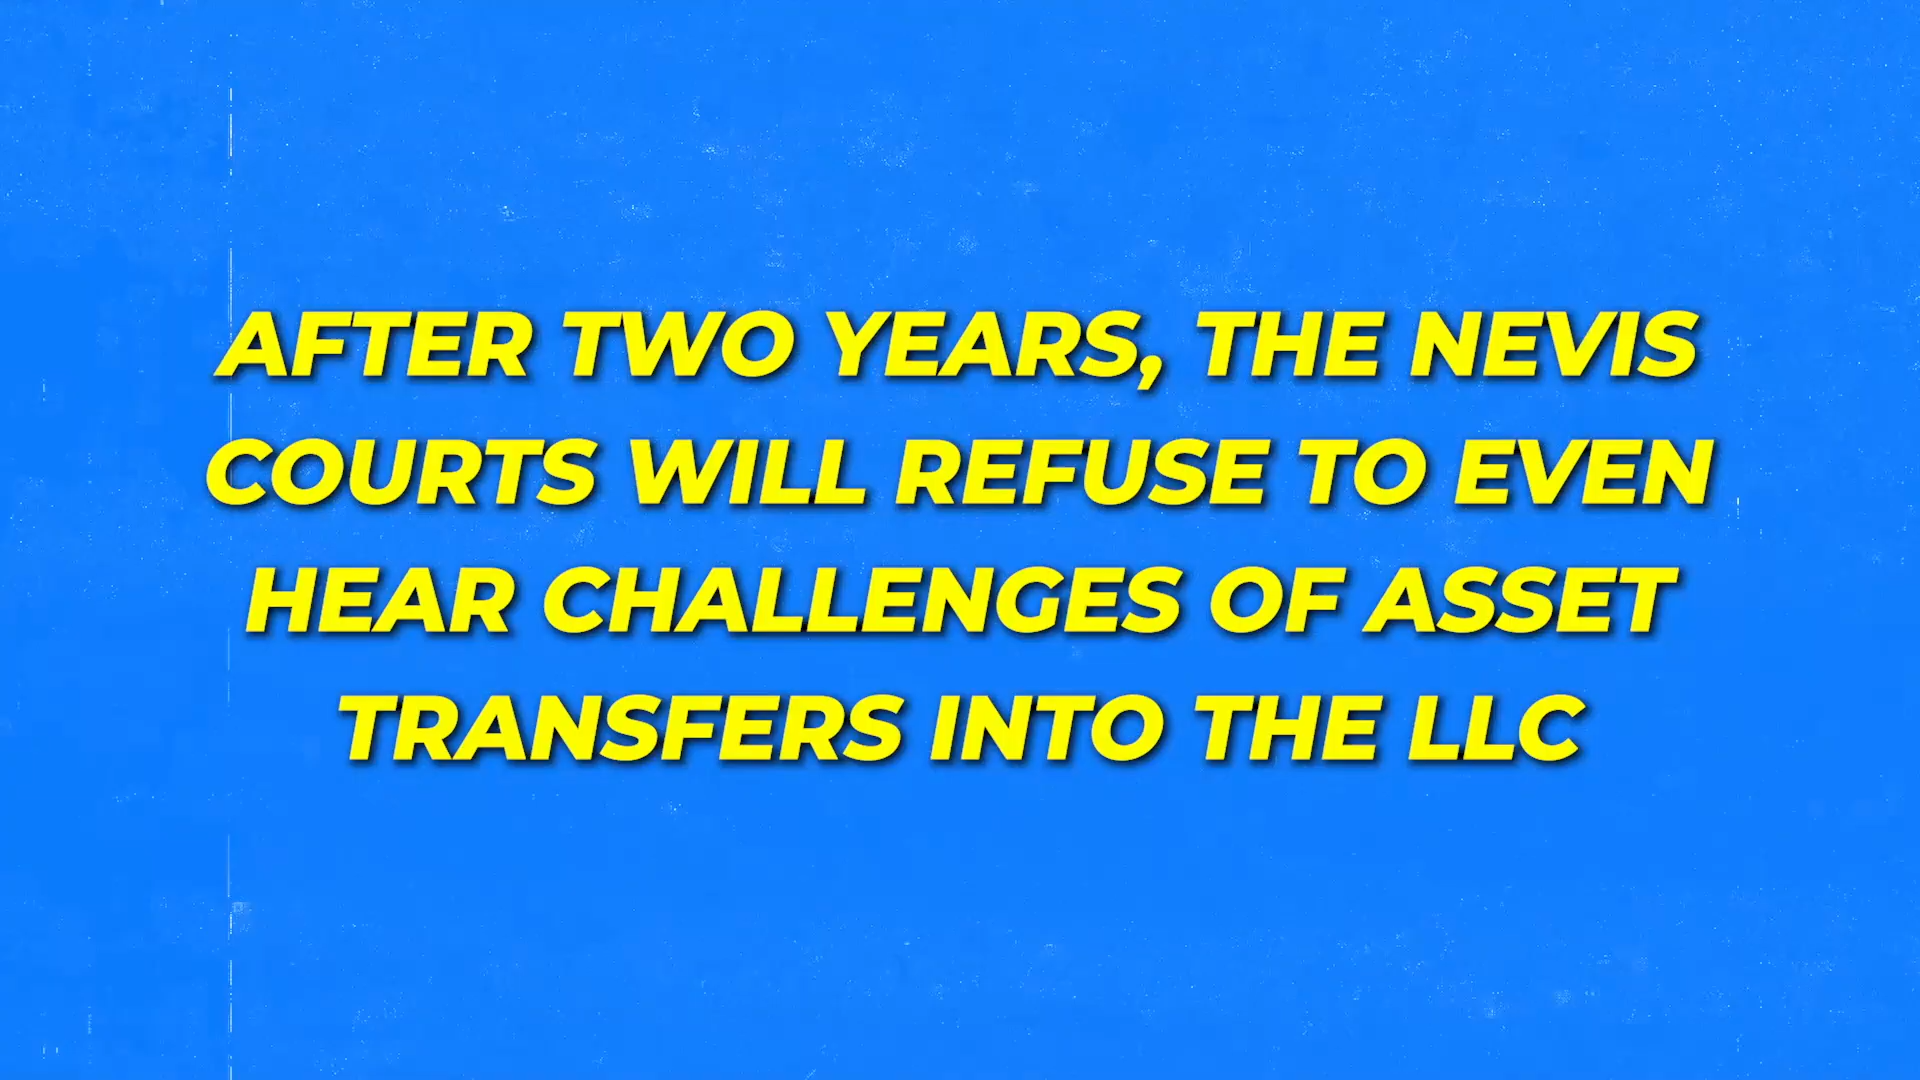 AFTER TWO YEARS, THE NEVIS
COURTS WILL REFUSE TO EVEN
HEAR CHALLENGES OF ASSET
TRANSFERS INTO THE LLC